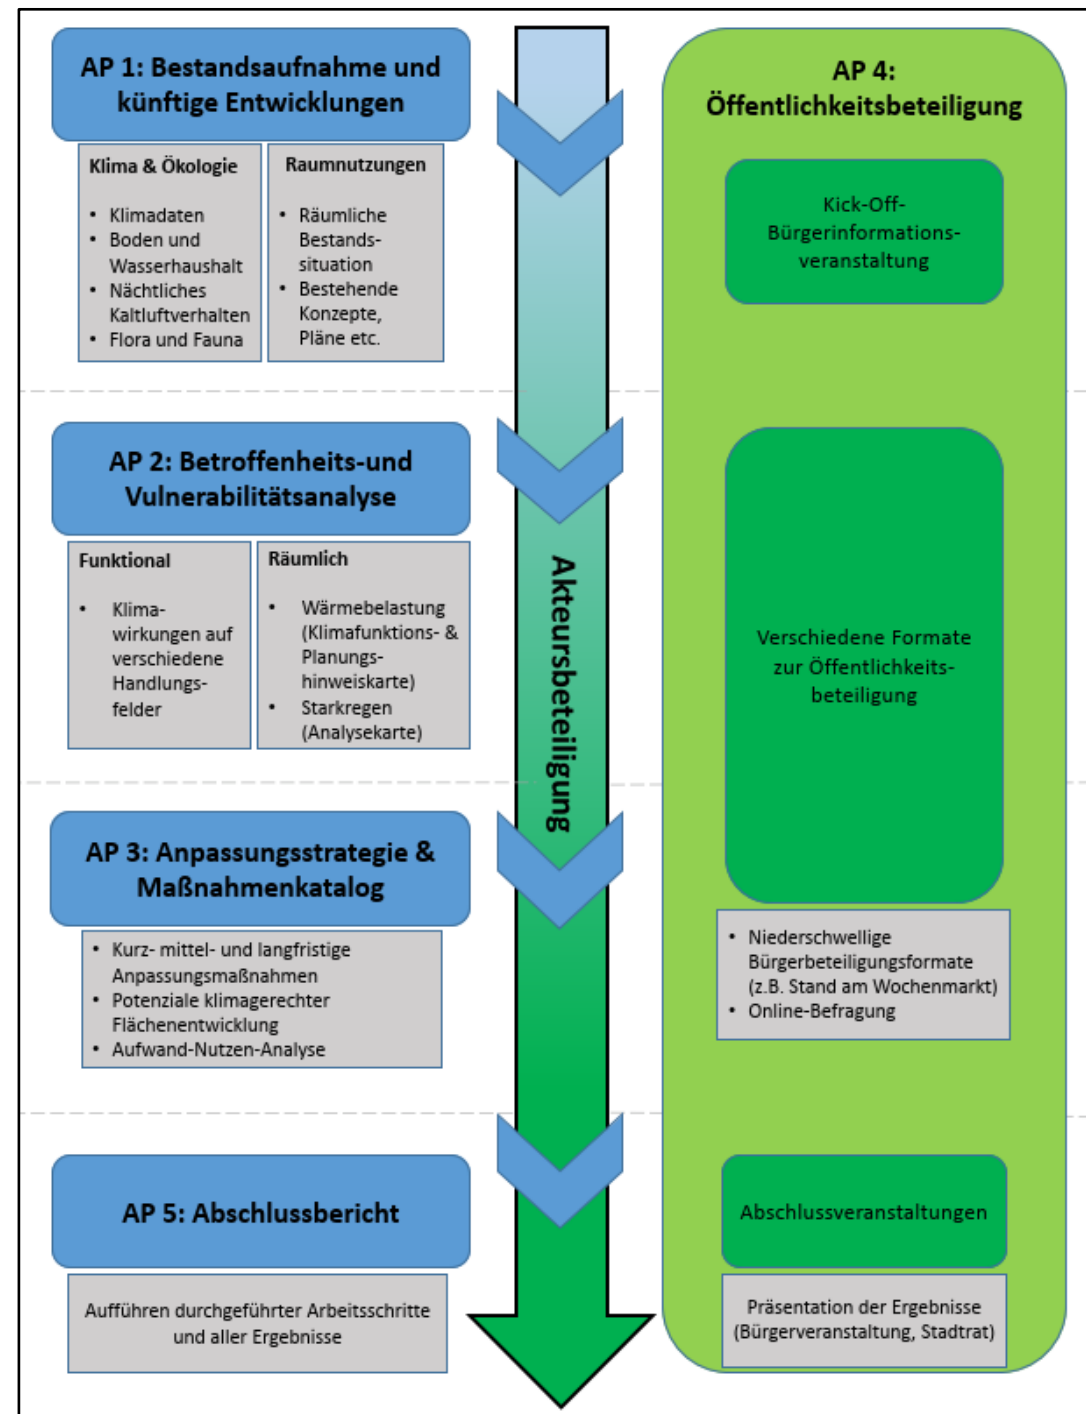 AP 1: Bestandsaufnahme und
künftige Entwicklungen
Klima & Ökologie
• Klimadaten
• Boden und
Wasserhaushalt
• Nächtliches
Kaltluftverhalten
• Flora und Fauna
Raumnutzungen
• Räumliche
Bestands-
situation
• Bestehende
Konzepte,
Pläne etc.
AP 2: Betroffenheits-und
Vulnerabilitätsanalyse
Funktional
• Klima-
wirkungen auf
verschiedene
Handlungs-
felder
Räumlich
• Wärmebelastung
(Klimafunktions- &
Planungs-
hinweiskarte)
• Starkregen
(Analysekarte)
AP 3: Anpassungsstrategie &
Maßnahmenkatalog
• Kurz- mittel- und langfristige
Anpassungsmaßnahmen
• Potenziale klimagerechter
Flächenentwicklung
• Aufwand-Nutzen-Analyse
AP 5: Abschlussbericht
Aufführen durchgeführter Arbeitsschritte
und aller Ergebnisse
Akteursbeteiligung
AP 4:
Öffentlichkeitsbeteiligung
Kick-Off-
Bürgerinformations-
veranstaltung
Verschiedene Formate
zur Öffentlichkeits-
beteiligung
• Niederschwellige
Bürgerbeteiligungsformate
(z.B. Stand am Wochenmarkt)
• Online-Befragung
Abschlussveranstaltungen
Präsentation der Ergebnisse
(Bürgerveranstaltung, Stadtrat)